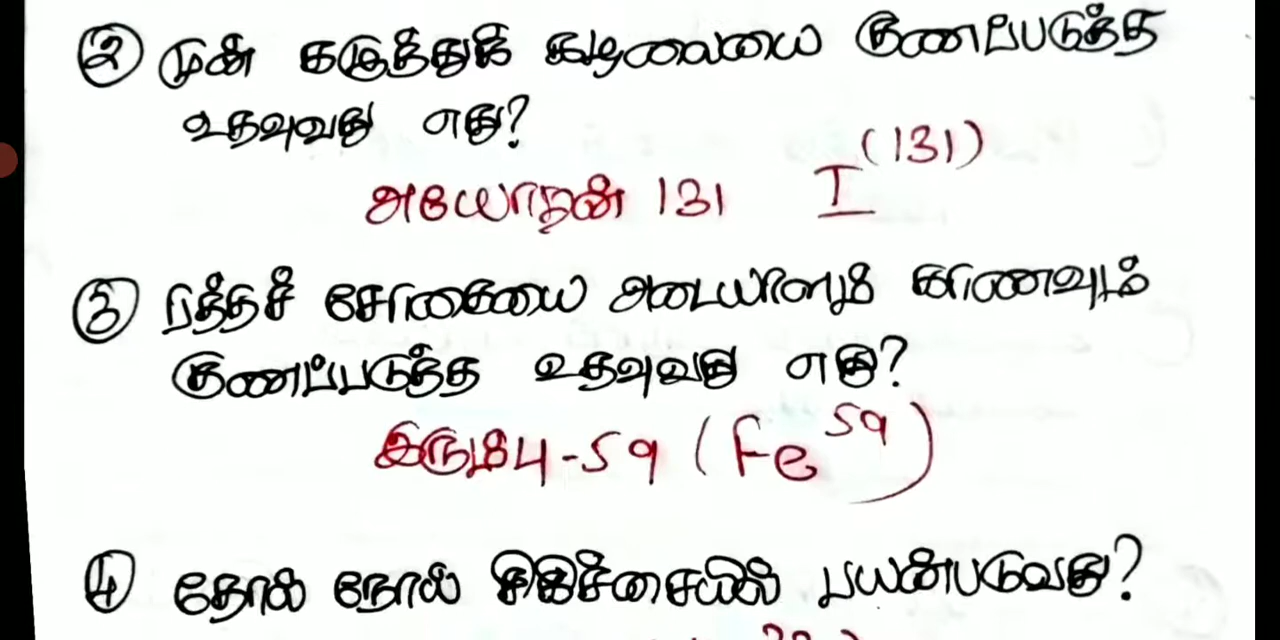 ② முன் கழுத்துக் கழலையை குணப்படுத்த
உதவுவது எது?
அயோடின் 131 I(131)
③ ரத்தச் சோகையை அடையாளம் காணவும்
குணப்படுத்த உதவுவது எது?
இரும்பு-59 (Fe59)
④ தோல் நோய் சிகிச்சையில் பயன்படுவது?